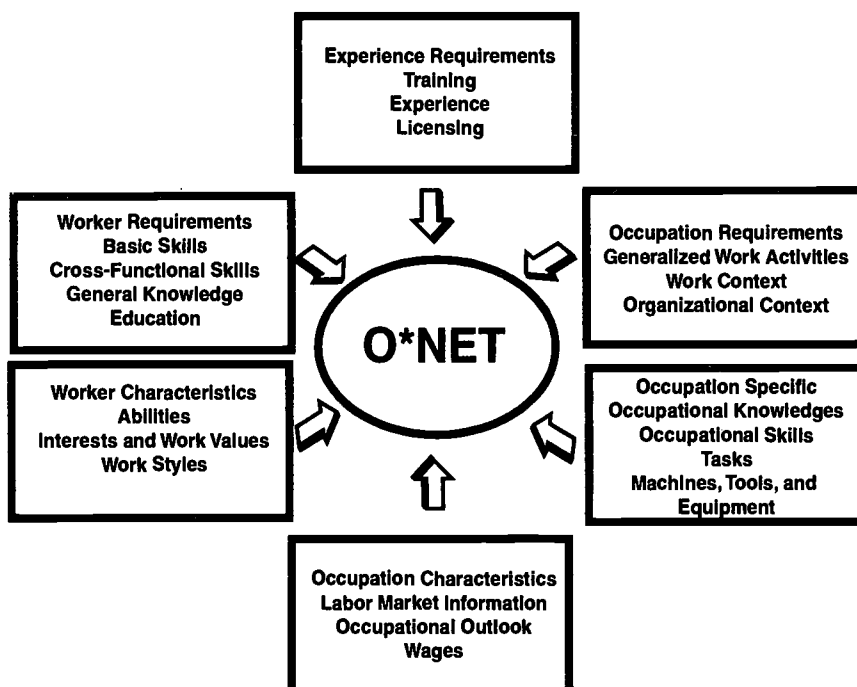 Experience Requirements
Training
Experience
Licensing
Worker Requirements
Basic Skills
Cross-Functional Skills
General Knowledge
Education
Occupation Requirements
Generalized Work Activities
Work Context
Organizational Context
O*NET
Worker Characteristics
Abilities
Interests and Work Values
Work Styles
Occupation Specific
Occupational Knowledges
Occupational Skills
Tasks
Machines, Tools, and
Equipment
Occupation Characteristics
Labor Market Information
Occupational Outlook
Wages